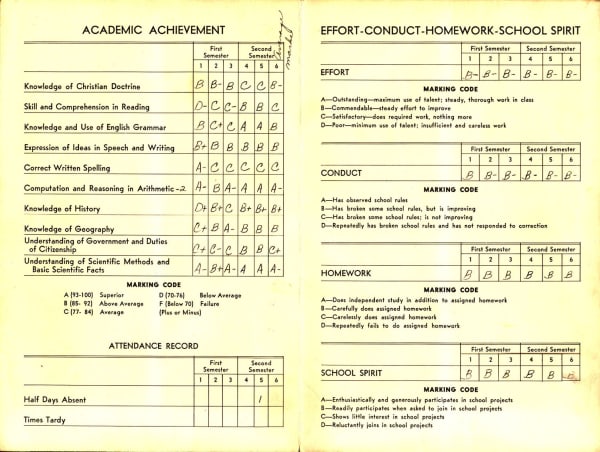 ACADEMIC ACHIEVEMENT
average
marked
First Semester Second Semester
1 2 3 4 5 6
Knowledge of Christian Doctrine B B- B C C B-
Skill and Comprehension in Reading D- C C- B B C
Knowledge and Use of English Grammar B C+ C A A B
Expression of Ideas in Speech and Writing B+ B B B B B
Correct Written Spelling A- C C C C C
Computation and Reasoning in Arithmetic-2 A- B A- A A A-
Knowledge of History D+ B+ C B+ B+ B+
Knowledge of Geography C+ B A- B B B
Understanding of Government and Duties
of Citizenship C+ C- C B B C+
Understanding of Scientific Methods and
Basic Scientific Facts A- B+ A- A A A-
MARKING CODE
A (93-100) Superior D (70-76) Below Average
B (85- 92) Above Average F (Below 70) Failure
C (77- 84) Average (Plus or Minus)
ATTENDANCE RECORD
First Semester Second Semester
1 2 3 4 5 6
Half Days Absent 1
Times Tardy
EFFORT-CONDUCT-HOMEWORK-SCHOOL SPIRIT
First Semester Second Semester
1 2 3 4 5 6
EFFORT B- B- B- B- B- B-
MARKING CODE
A—Outstanding—maximum use of talent; steady, thorough work in class
B—Commendable—steady effort to improve
C—Satisfactory—does required work, nothing more
D—Poor—minimum use of talent; insufficient and careless work
First Semester Second Semester
1 2 3 4 5 6
CONDUCT B B- B- B- B- B-
MARKING CODE
A—Has observed school rules
B—Has broken some school rules, but is improving
C—Has broken some school rules; is not improving
D—Repeatedly has broken school rules and has not responded to correction
First Semester Second Semester
1 2 3 4 5 6
HOMEWORK B B B B B B
MARKING CODE
A—Does independent study in addition to assigned homework
B—Carefully does assigned homework
C—Carelessly does assigned homework
D—Repeatedly fails to do assigned homework
First Semester Second Semester
1 2 3 4 5 6
SCHOOL SPIRIT B B B B B B
MARKING CODE
A—Enthusiastically and generously participates in school projects
B—Readily participates when asked to join in school projects
C—Shows little interest in school projects
D—Reluctantly joins in school projects